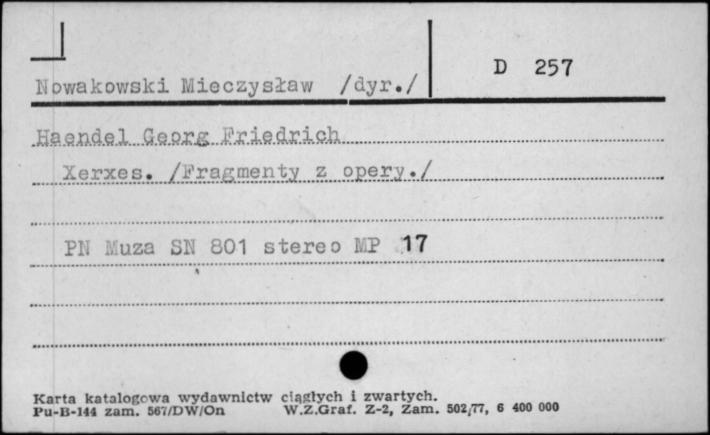 Nowakowski Mieczysław /dyr./
D 257
Haendel Georg Friedrich
Xerxes. /Fragmenty z opery./
PN Muza SN 801 stereo MP 17
Karta katalogowa wydawnictw ciągłych i zwartych.
Pu-B-144 zam. 567/DW/On W.Z.Graf. Z-2, Zam. 502/77, 6 400 000